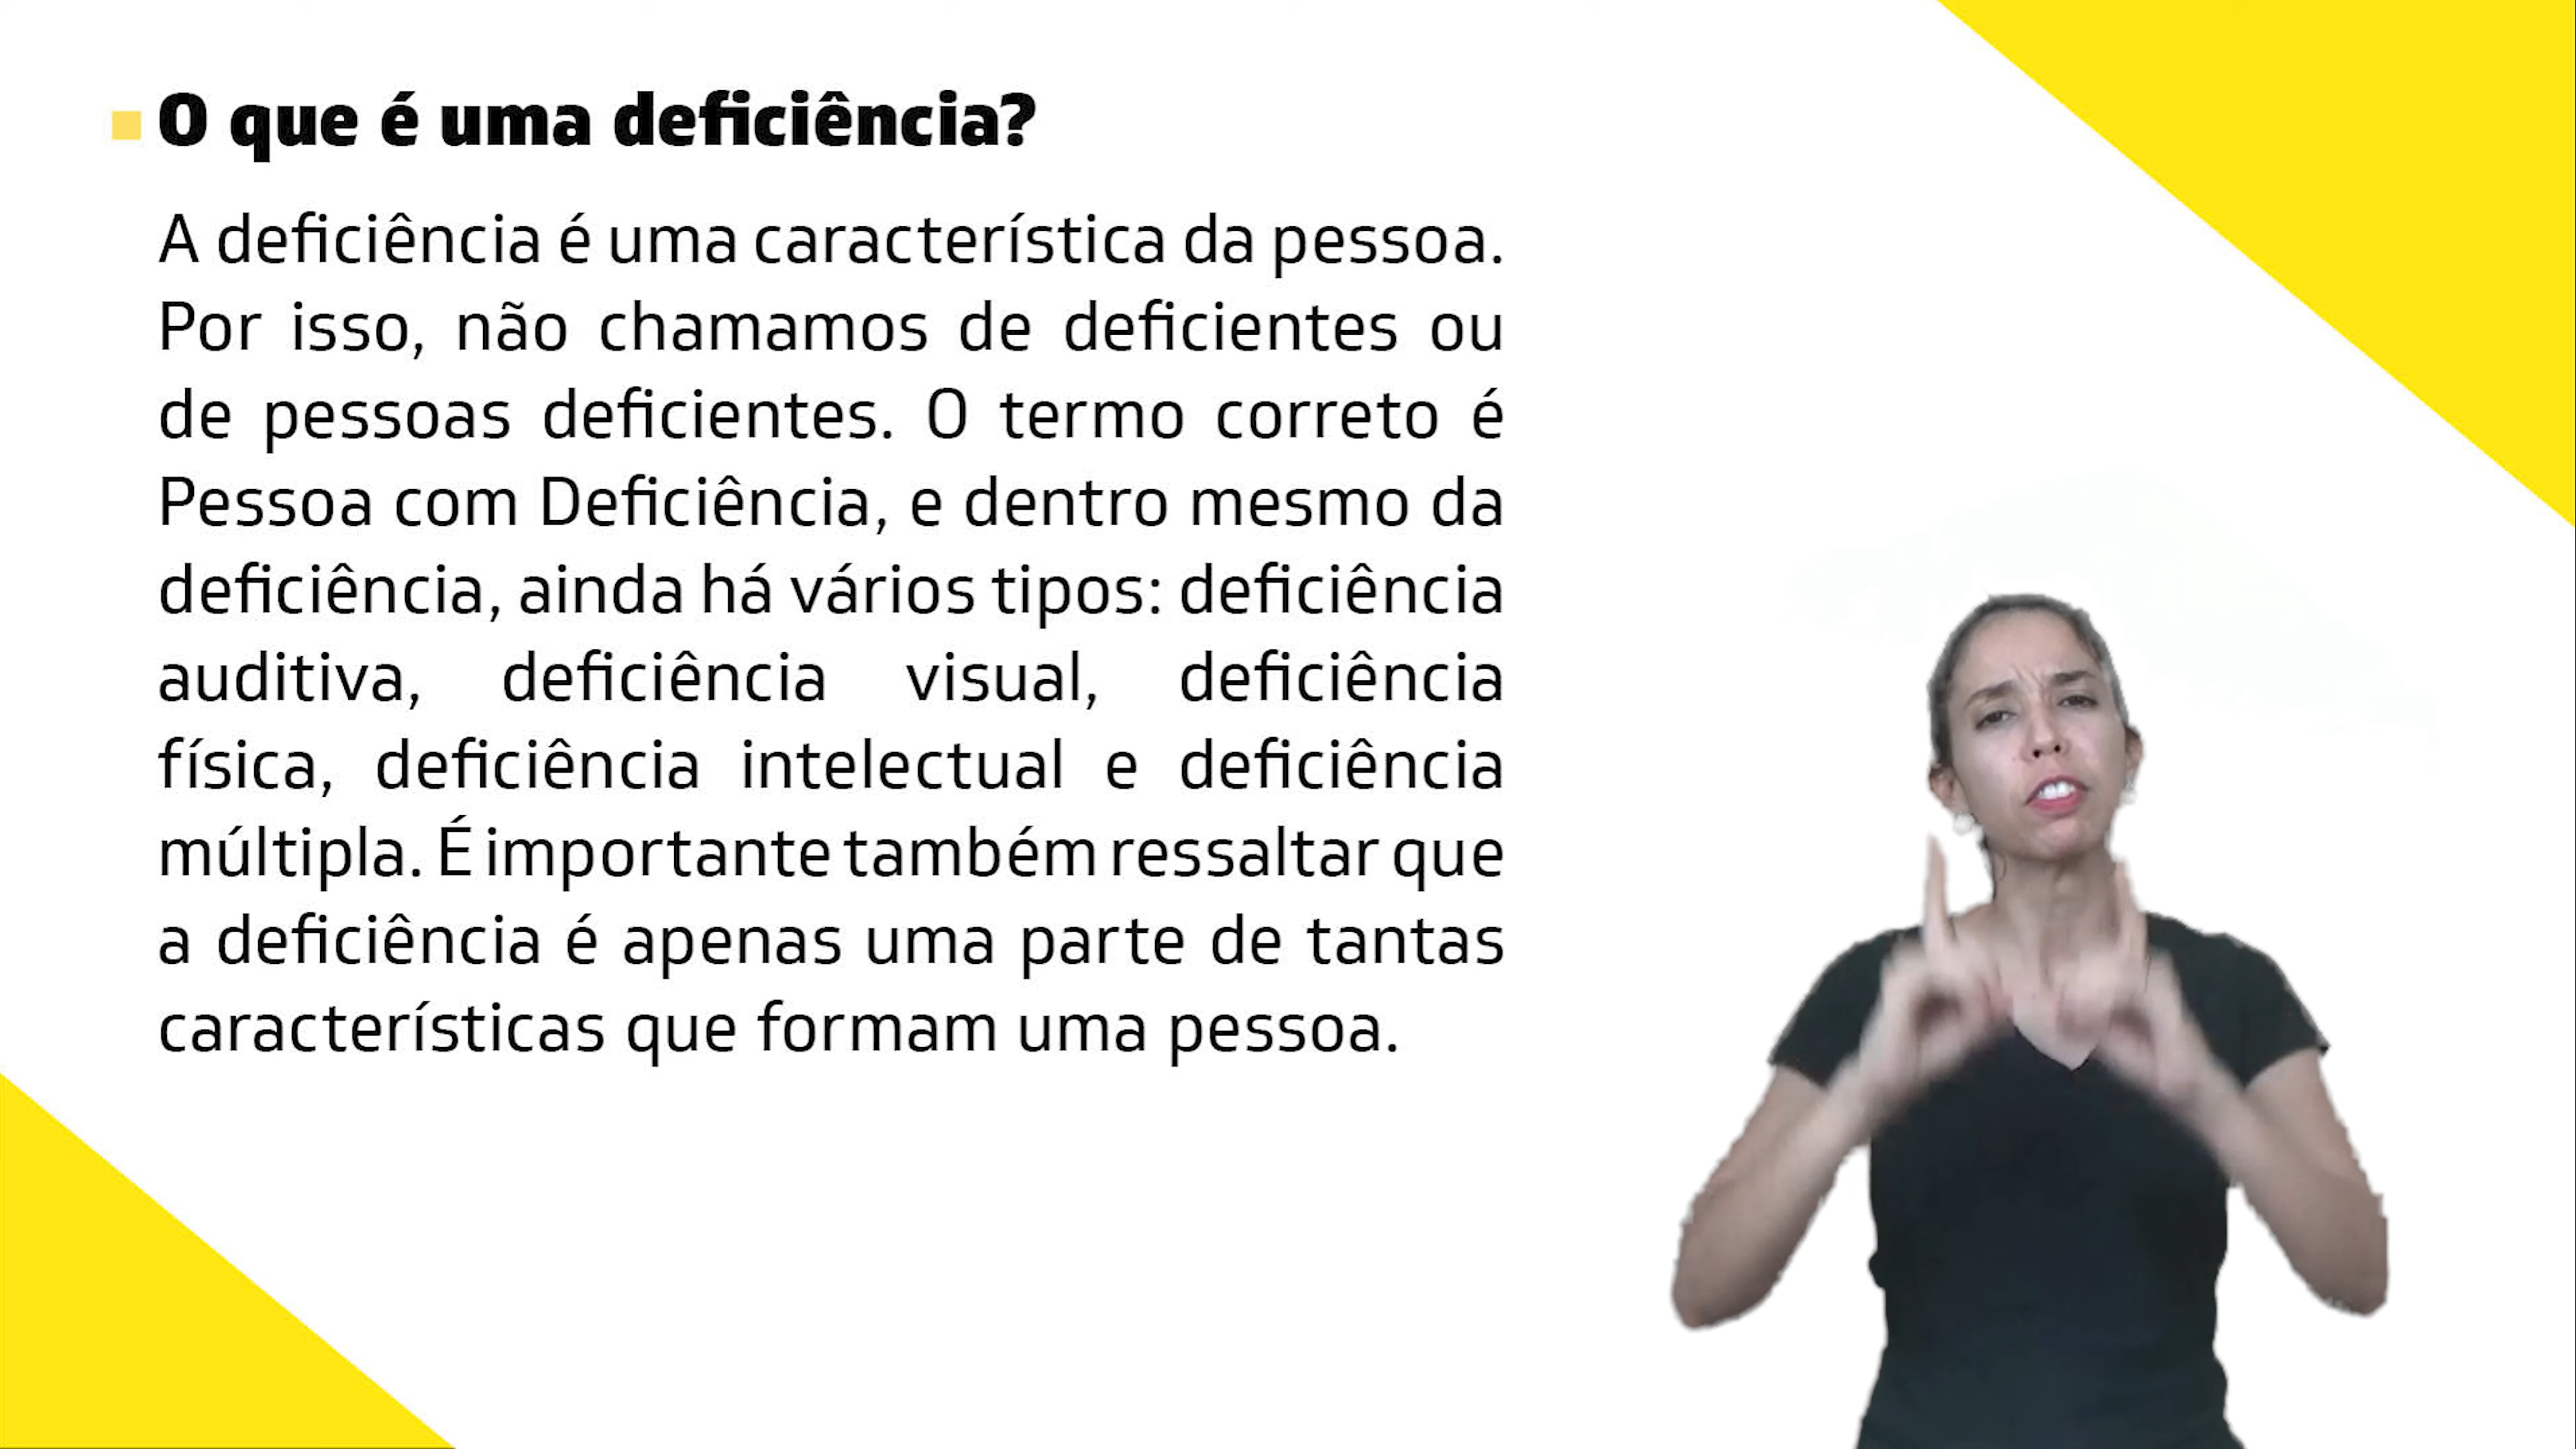 O que é uma deficiência?
A deficiência é uma característica da pessoa.
Por isso, não chamamos de deficientes ou
de pessoas deficientes. O termo correto é
Pessoa com Deficiência, e dentro mesmo da
deficiência, ainda há vários tipos: deficiência
auditiva, deficiência visual, deficiência
física, deficiência intelectual e deficiência
múltipla. É importante também ressaltar que
a deficiência é apenas uma parte de tantas
características que formam uma pessoa.